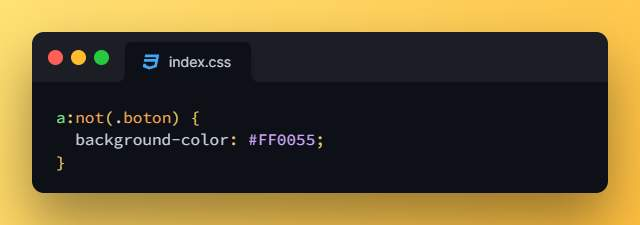 index.css
a:not(.boton) {
  background-color: #FF0055;
}